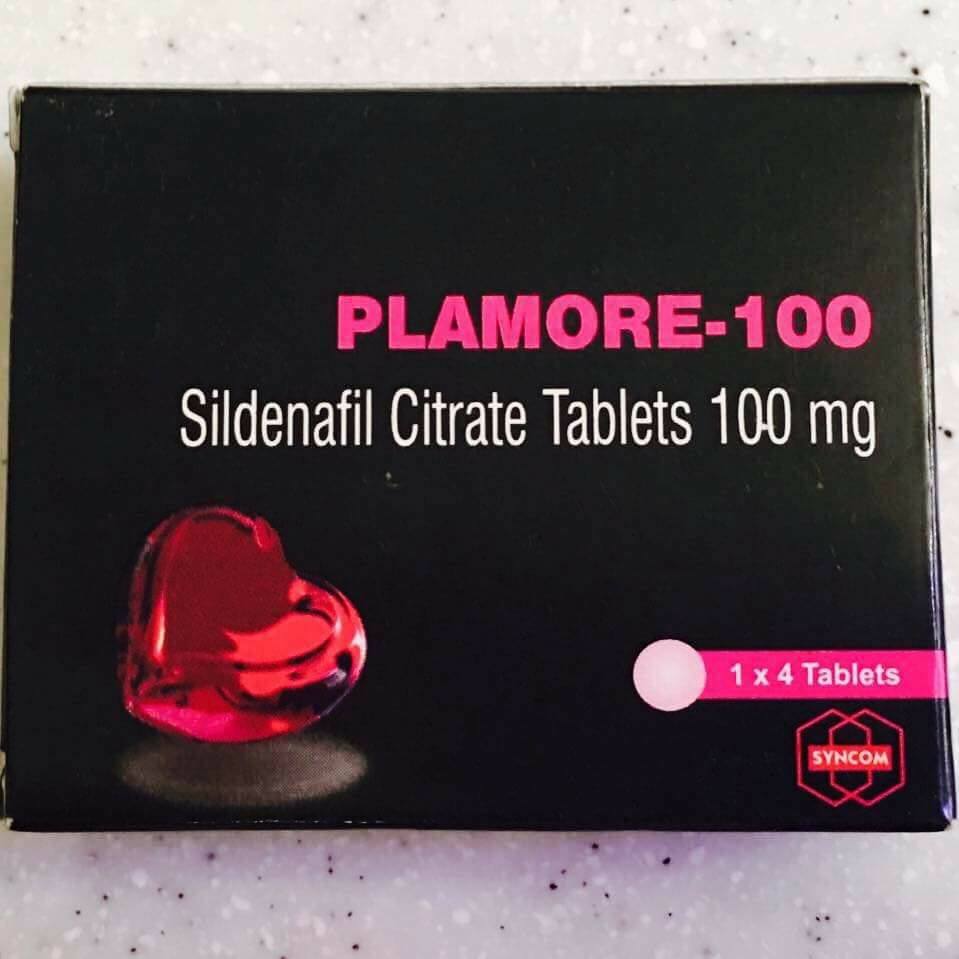 PLAMORE-100
Sildenafil Citrate Tablets 100 mg
1 x 4 Tablets
SYNCOM